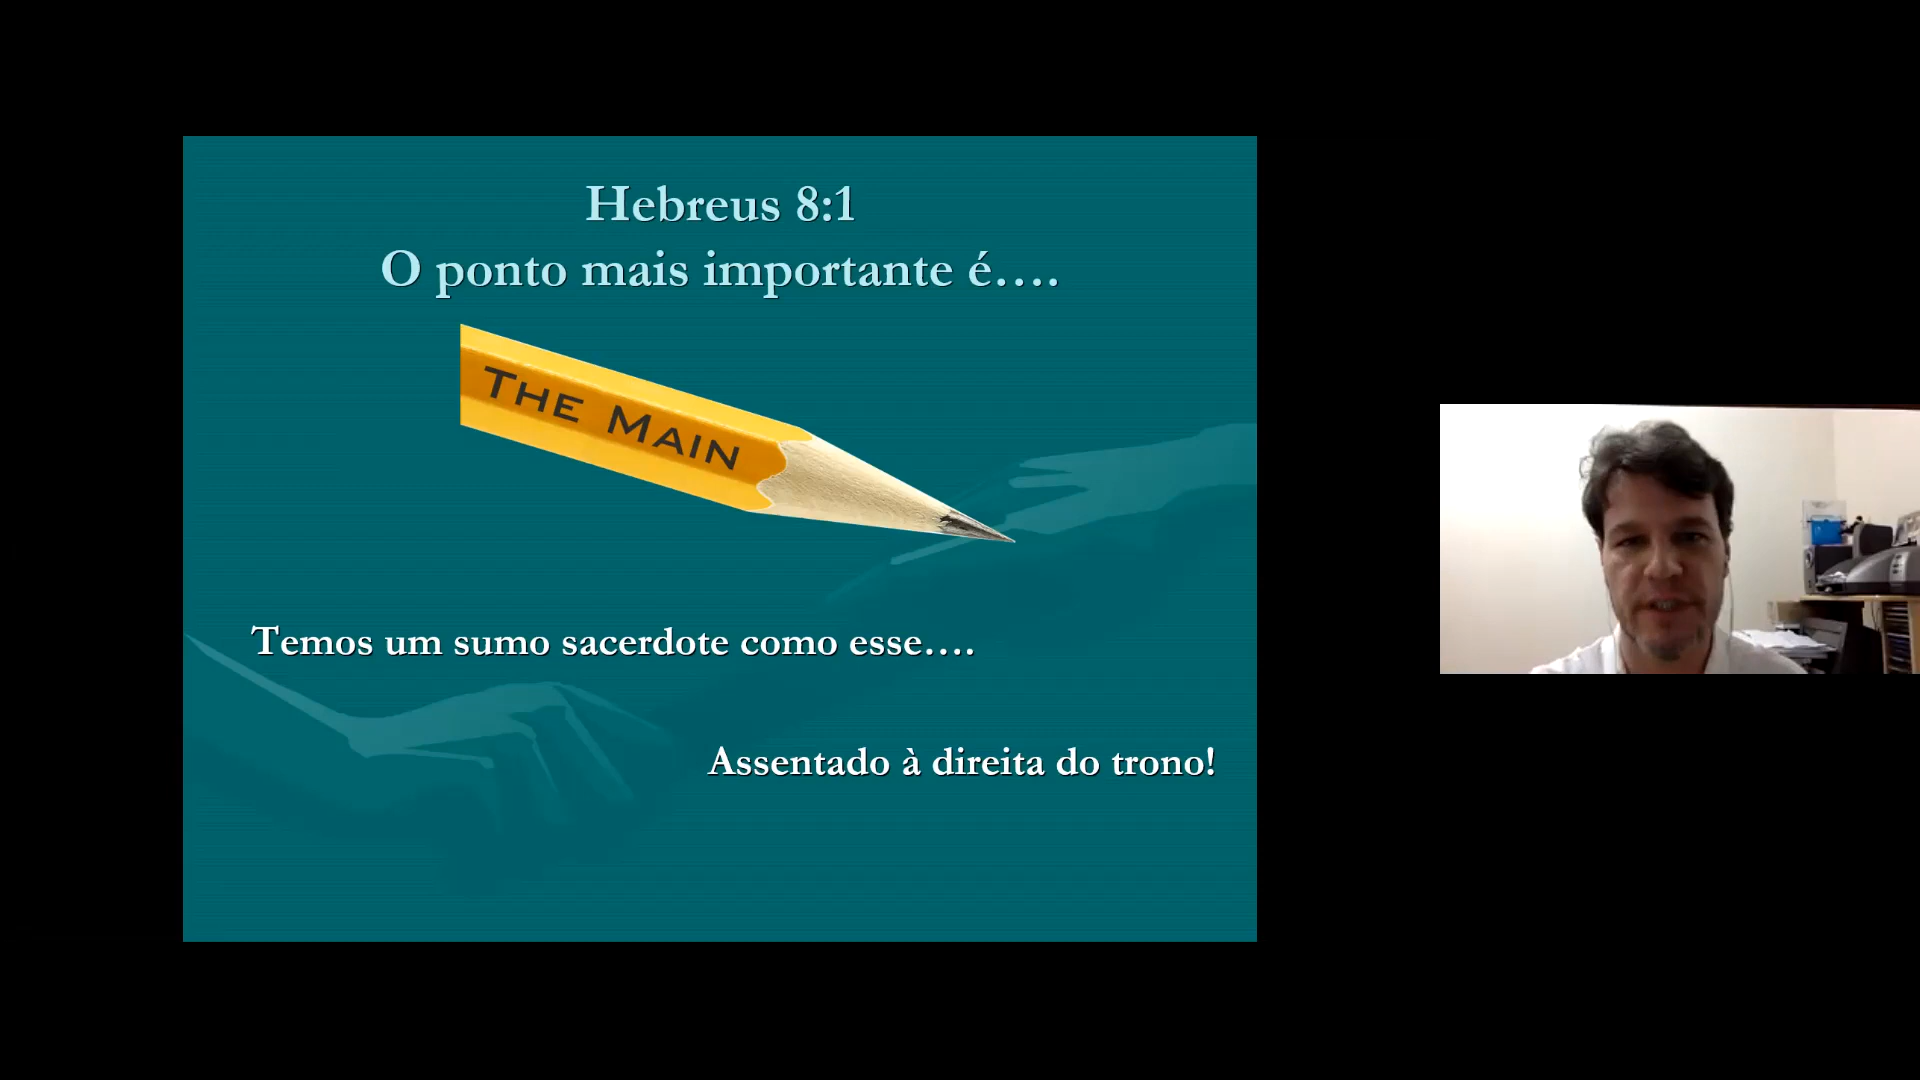 Hebreus 8:1
O ponto mais importante é....
THE MAIN
Temos um sumo sacerdote como esse....
Assentado à direita do trono!